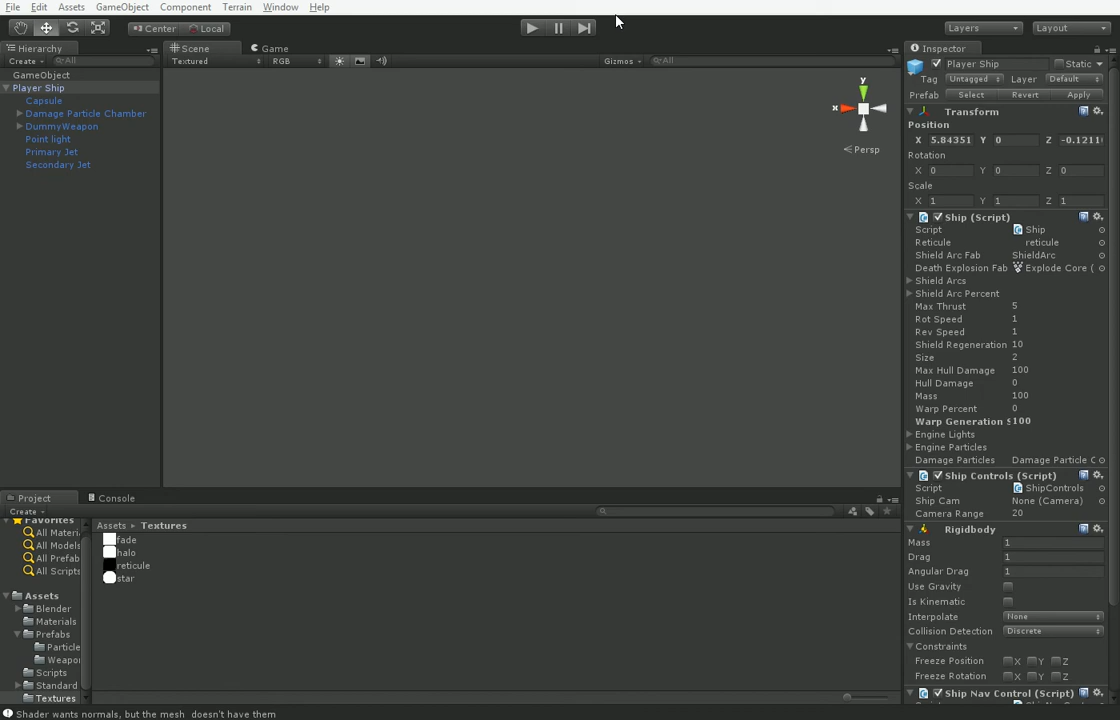 File Edit Assets GameObject Component Terrain Window Help
Center Local Layers Layout
Hierarchy
Create All
GameObject
Player Ship
Capsule
Damage Particle Chamber
DummyWeapon
Point light
Primary Jet
Secondary Jet
Scene Game
Textured RGB Gizmos All
y
x
Persp
Inspector
Player Ship Static
Tag Untagged Layer Default
Prefab Select Revert Apply
Transform
Position
X 5.84351 Y 0 Z -0.1211
Rotation
X 0 Y 0 Z 0
Scale
X 1 Y 1 Z 1
Ship (Script)
Script Ship
Reticule reticule
Shield Arc Fab ShieldArc
Death Explosion Fab Explode Core (
Shield Arcs
Shield Arc Percent
Max Thrust 5
Rot Speed 1
Rev Speed 1
Shield Regeneration 10
Size 2
Max Hull Damage 100
Hull Damage 0
Mass 100
Warp Percent 0
Warp Generation S 100
Engine Lights
Engine Particles
Damage Particles Damage Particle C
Ship Controls (Script)
Script ShipControls
Ship Cam None (Camera)
Camera Range 20
Rigidbody
Mass 1
Drag 1
Angular Drag 1
Use Gravity
Is Kinematic
Interpolate None
Collision Detection Discrete
Constraints
Freeze Position X Y Z
Freeze Rotation X Y Z
Ship Nav Control (Script)
Project Console
Create
Favorites
All Materi
All Models
All Prefab
All Scripts
Assets
Blender
Materials
Prefabs
Particle
Weapo
Scripts
Standard
Textures
Assets Textures
fade
halo
reticule
star
Shader wants normals, but the mesh doesn't have them